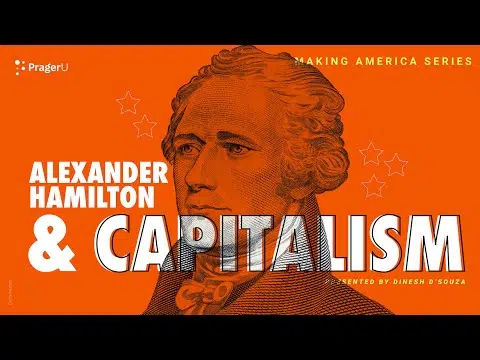 PragerU
MAKING AMERICA SERIES
ALEXANDER
HAMILTON
& CAPITALISM
PRESENTED BY DINESH D'SOUZA